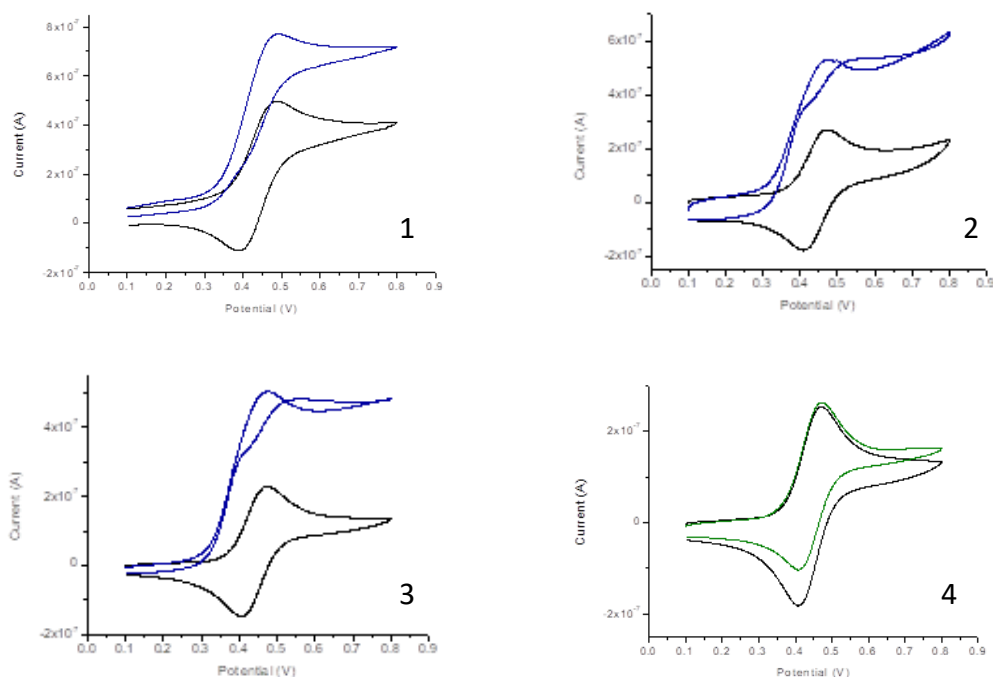 8x10⁻⁷
6x10⁻⁷
4x10⁻⁷
2x10⁻⁷
0
-2x10⁻⁷
Current (A)
0.0 0.1 0.2 0.3 0.4 0.5 0.6 0.7 0.8 0.9
Potential (V)
1
6x10⁻⁷
4x10⁻⁷
2x10⁻⁷
0
-2x10⁻⁷
Current (A)
0.0 0.1 0.2 0.3 0.4 0.5 0.6 0.7 0.8 0.9
Potential (V)
2
4x10⁻⁷
2x10⁻⁷
0
-2x10⁻⁷
Current (A)
0.0 0.1 0.2 0.3 0.4 0.5 0.6 0.7 0.8 0.9
Potential (V)
3
2x10⁻⁷
0
-2x10⁻⁷
Current (A)
0.0 0.1 0.2 0.3 0.4 0.5 0.6 0.7 0.8 0.9
Potential (V)
4